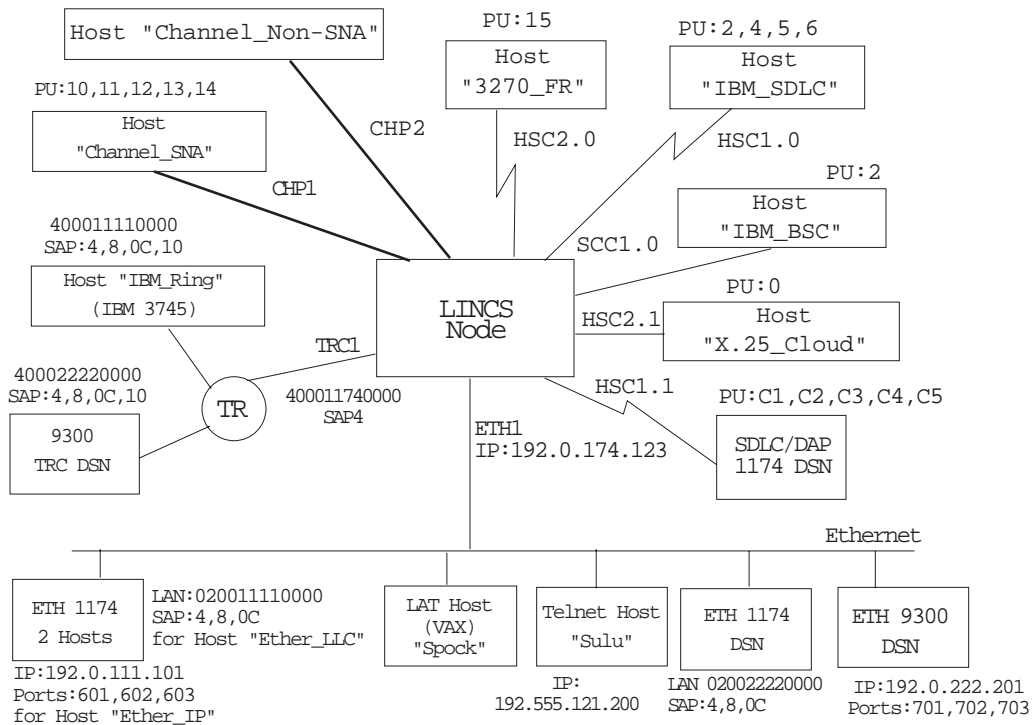 Host "Channel_Non-SNA"
PU:15
Host
"3270_FR"
PU:2,4,5,6
Host
"IBM_SDLC"
PU:10,11,12,13,14
Host
"Channel_SNA"
CHP2
CHP1
HSC2.0
HSC1.0
PU:2
Host
"IBM_BSC"
SCC1.0
400011110000
SAP:4,8,0C,10
Host "IBM_Ring"
(IBM 3745)
LINCS
Node
PU:0
Host
"X.25_Cloud"
HSC2.1
TRC1
400022220000
SAP:4,8,0C,10
9300
TRC DSN
TR
400011740000
SAP4
HSC1.1
PU:C1,C2,C3,C4,C5
SDLC/DAP
1174 DSN
ETH1
IP:192.0.174.123
Ethernet
ETH 1174
2 Hosts
LAN:020011110000
SAP:4,8,0C
for Host "Ether_LLC"
IP:192.0.111.101
Ports:601,602,603
for Host "Ether_IP"
LAT Host
(VAX)
"Spock"
Telnet Host
"Sulu"
IP:
192.555.121.200
ETH 1174
DSN
LAN 020022220000
SAP:4,8,0C
ETH 9300
DSN
IP:192.0.222.201
Ports:701,702,703